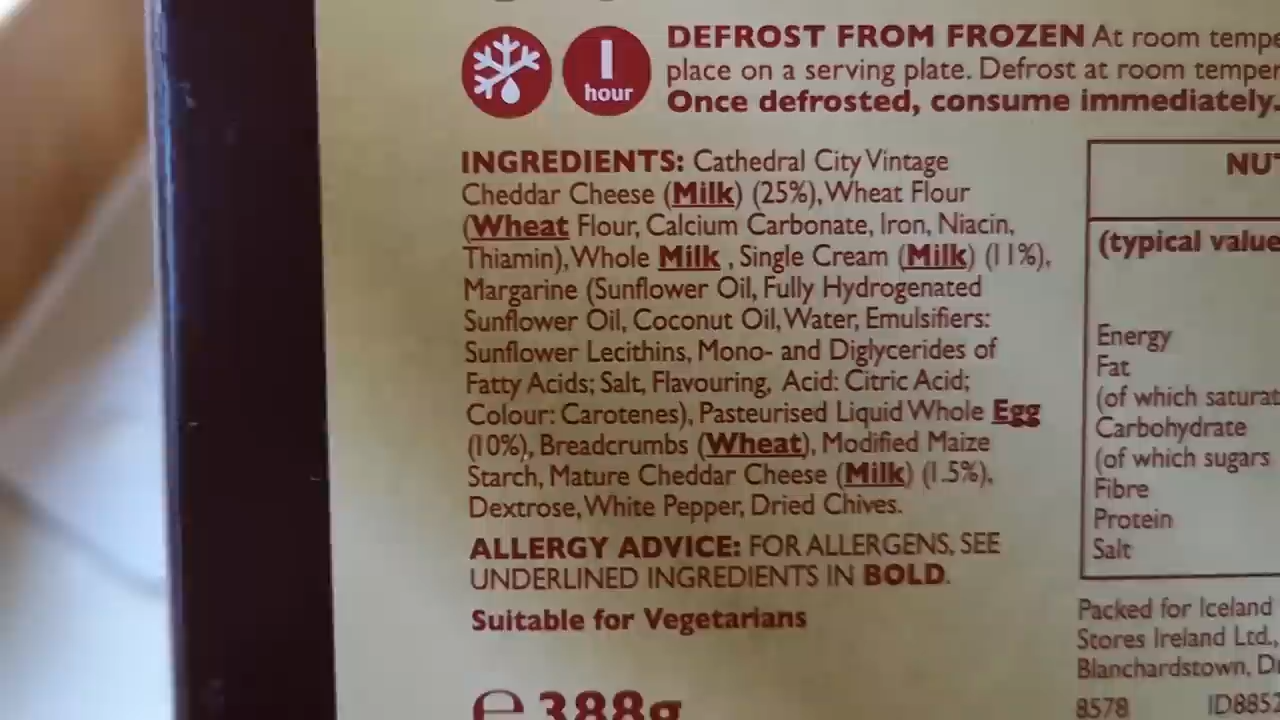 1
hour
DEFROST FROM FROZEN At room tempe
place on a serving plate. Defrost at room temper
Once defrosted, consume immediately.
INGREDIENTS: Cathedral City Vintage
Cheddar Cheese (Milk) (25%), Wheat Flour
(Wheat Flour, Calcium Carbonate, Iron, Niacin,
Thiamin), Whole Milk , Single Cream (Milk) (11%),
Margarine (Sunflower Oil, Fully Hydrogenated
Sunflower Oil, Coconut Oil, Water, Emulsifiers:
Sunflower Lecithins, Mono- and Diglycerides of
Fatty Acids; Salt, Flavouring, Acid: Citric Acid;
Colour: Carotenes), Pasteurised Liquid Whole Egg
(10%), Breadcrumbs (Wheat), Modified Maize
Starch, Mature Cheddar Cheese (Milk) (1.5%),
Dextrose, White Pepper, Dried Chives.
ALLERGY ADVICE: FOR ALLERGENS, SEE
UNDERLINED INGREDIENTS IN BOLD.
Suitable for Vegetarians
e 388g
NUT
(typical value
Energy
Fat
(of which saturat
Carbohydrate
(of which sugars
Fibre
Protein
Salt
Packed for Iceland
Stores Ireland Ltd.,
Blanchardstown, D
8578 ID8852